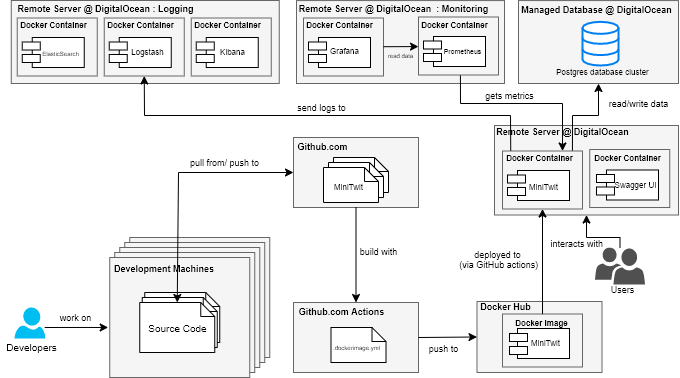 Remote Server @ DigitalOcean : Logging
Docker Container
ElasticSearch
Docker Container
Logstash
Docker Container
Kibana
Remote Server @ DigitalOcean : Monitoring
Docker Container
Grafana
read data
Docker Container
Prometheus
Managed Database @ DigitalOcean
Postgres database cluster
send logs to
gets metrics
read/write data
Remote Server @ DigitalOcean
Docker Container
MiniTwit
Docker Container
Swagger UI
Github.com
MiniTwit
pull from/ push to
build with
deployed to
(via GitHub actions)
interacts with
Users
Development Machines
Source Code
work on
Developers
Github.com Actions
.dockerimage.yml
push to
Docker Hub
Docker Image
MiniTwit